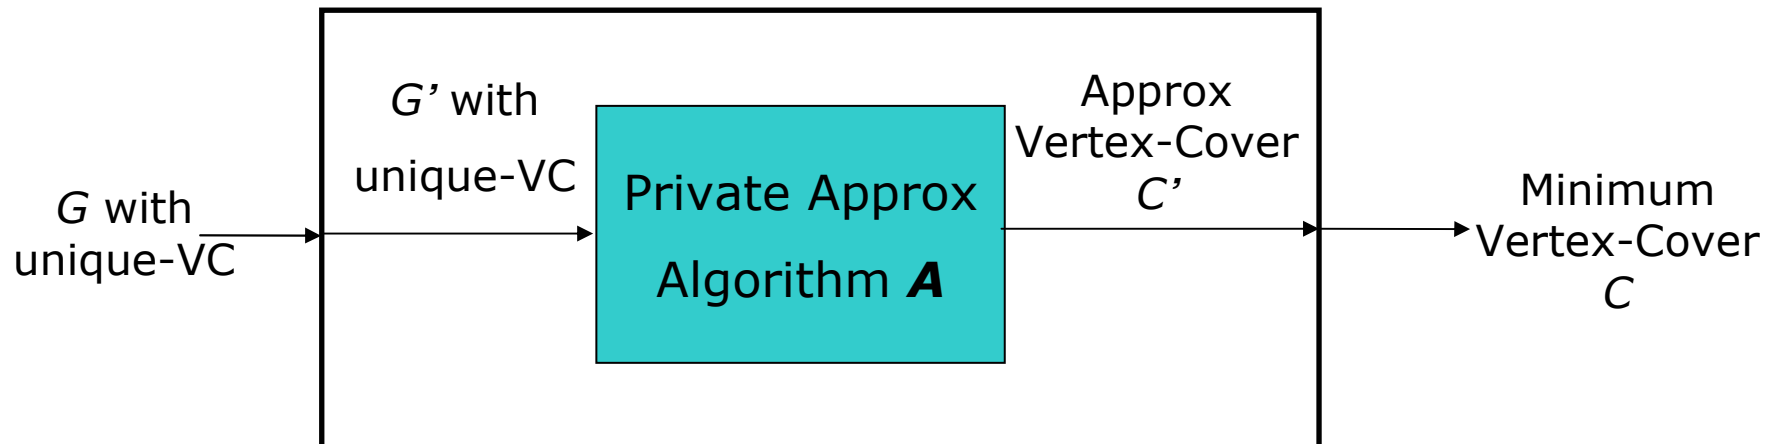 G with
unique-VC
G’ with
unique-VC
Private Approx
Algorithm A
Approx
Vertex-Cover
C’
Minimum
Vertex-Cover
C